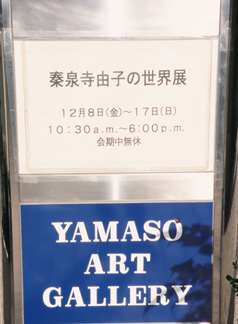 秦泉寺由子の世界展
12月8日(金)～17日(日)
10:30a.m.～6:00p.m.
会期中無休
YAMASO
ART
GALLERY